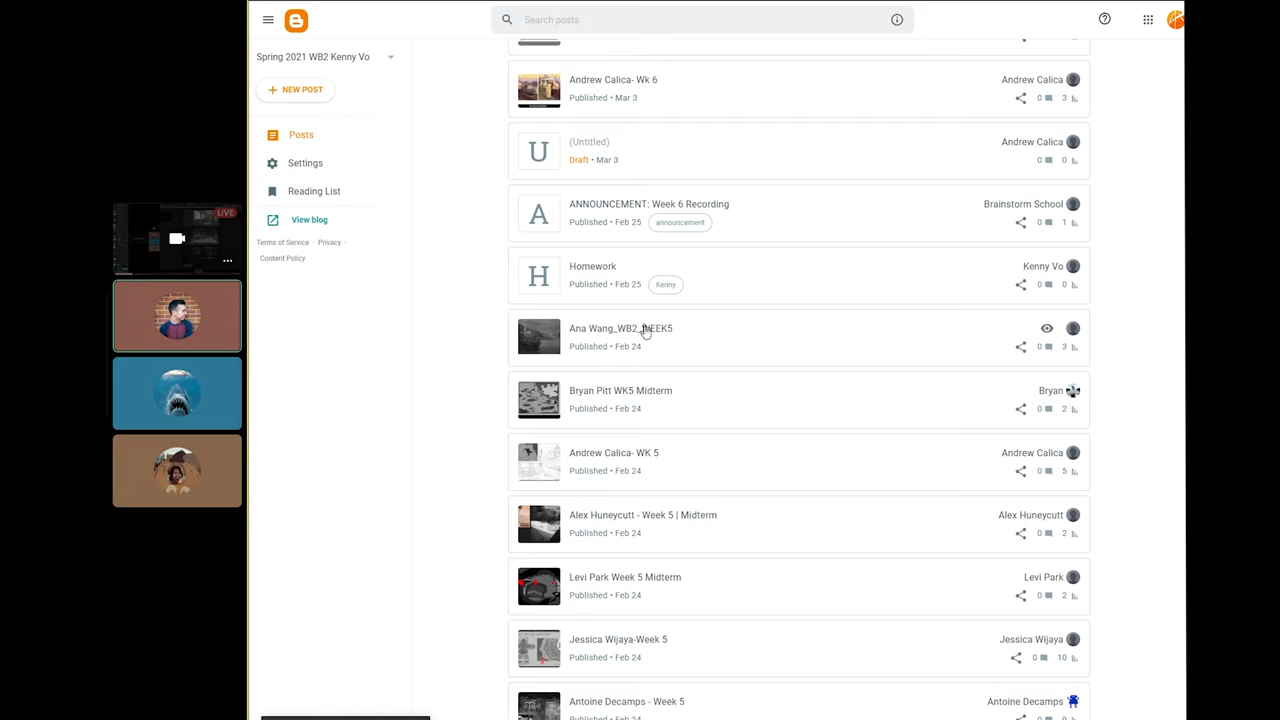 Search posts
Spring 2021 WB2 Kenny Vo
NEW POST
Posts
Settings
Reading List
View blog
Terms of Service · Privacy ·
Content Policy
LIVE
Andrew Calica- Wk 6
Andrew Calica
Published • Mar 3
0 3
U
(Untitled)
Andrew Calica
Draft • Mar 3
0 0
A
ANNOUNCEMENT: Week 6 Recording
Brainstorm School
Published • Feb 25
announcement
0 1
H
Homework
Kenny Vo
Published • Feb 25
Kenny
0 0
Ana Wang_WB2_WEEK5
Published • Feb 24
0 3
Bryan Pitt WK5 Midterm
Bryan
Published • Feb 24
0 2
Andrew Calica- WK 5
Andrew Calica
Published • Feb 24
0 5
Alex Huneycutt - Week 5 | Midterm
Alex Huneycutt
Published • Feb 24
0 2
Levi Park Week 5 Midterm
Levi Park
Published • Feb 24
0 2
Jessica Wijaya-Week 5
Jessica Wijaya
Published • Feb 24
0 10
Antoine Decamps - Week 5
Antoine Decamps
Published • Feb 24